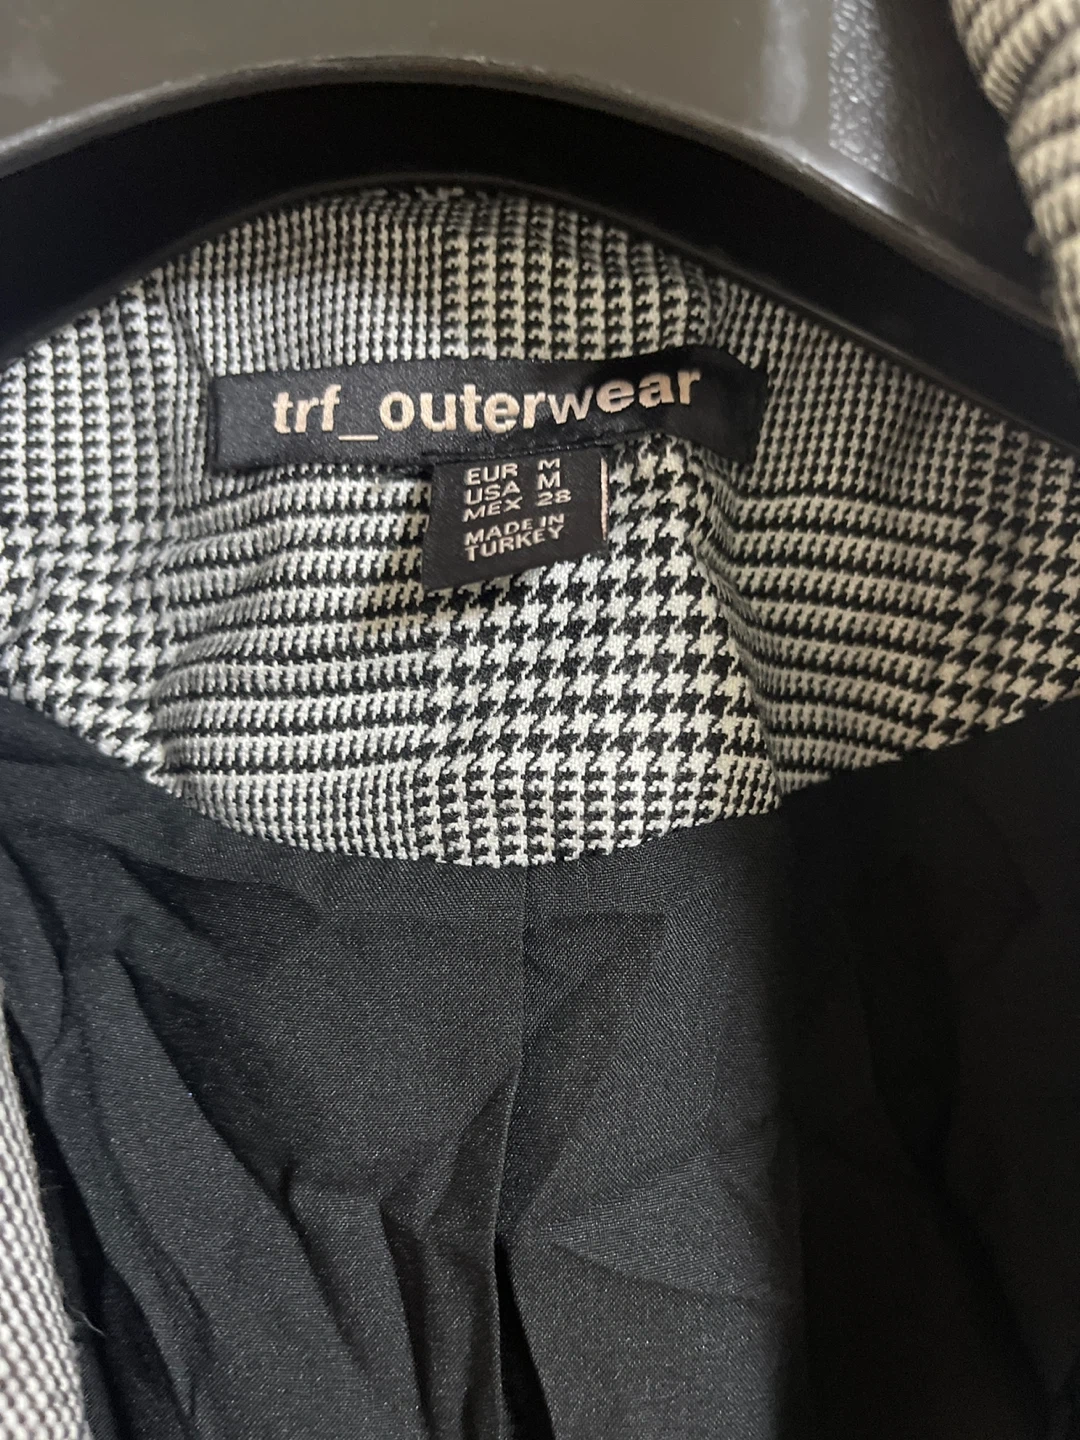 trf_outerwear
EUR M
USA M
MEX 28
MADE IN
TURKEY